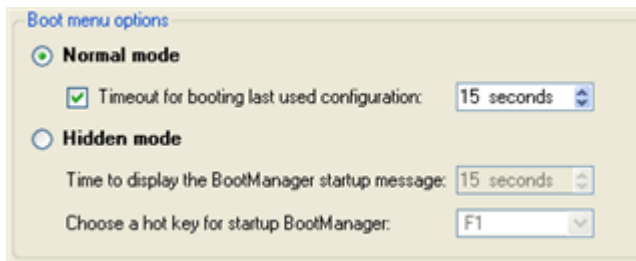 Boot menu options
Normal mode
Timeout for booting last used configuration: 15 seconds
Hidden mode
Time to display the BootManager startup message: 15 seconds
Choose a hot key for startup BootManager: F1